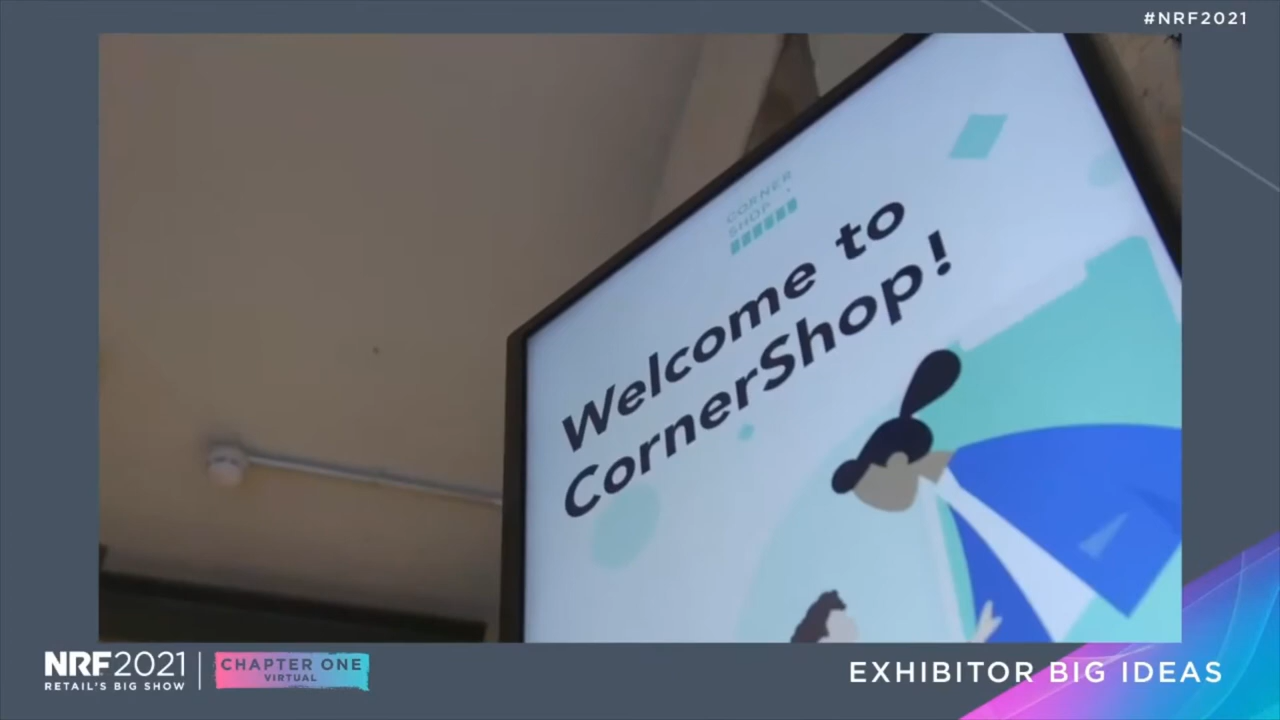 #NRF2021
CORNER
SHOP
Welcome to
CornerShop!
NRF2021
RETAIL'S BIG SHOW
CHAPTER ONE
VIRTUAL
EXHIBITOR BIG IDEAS